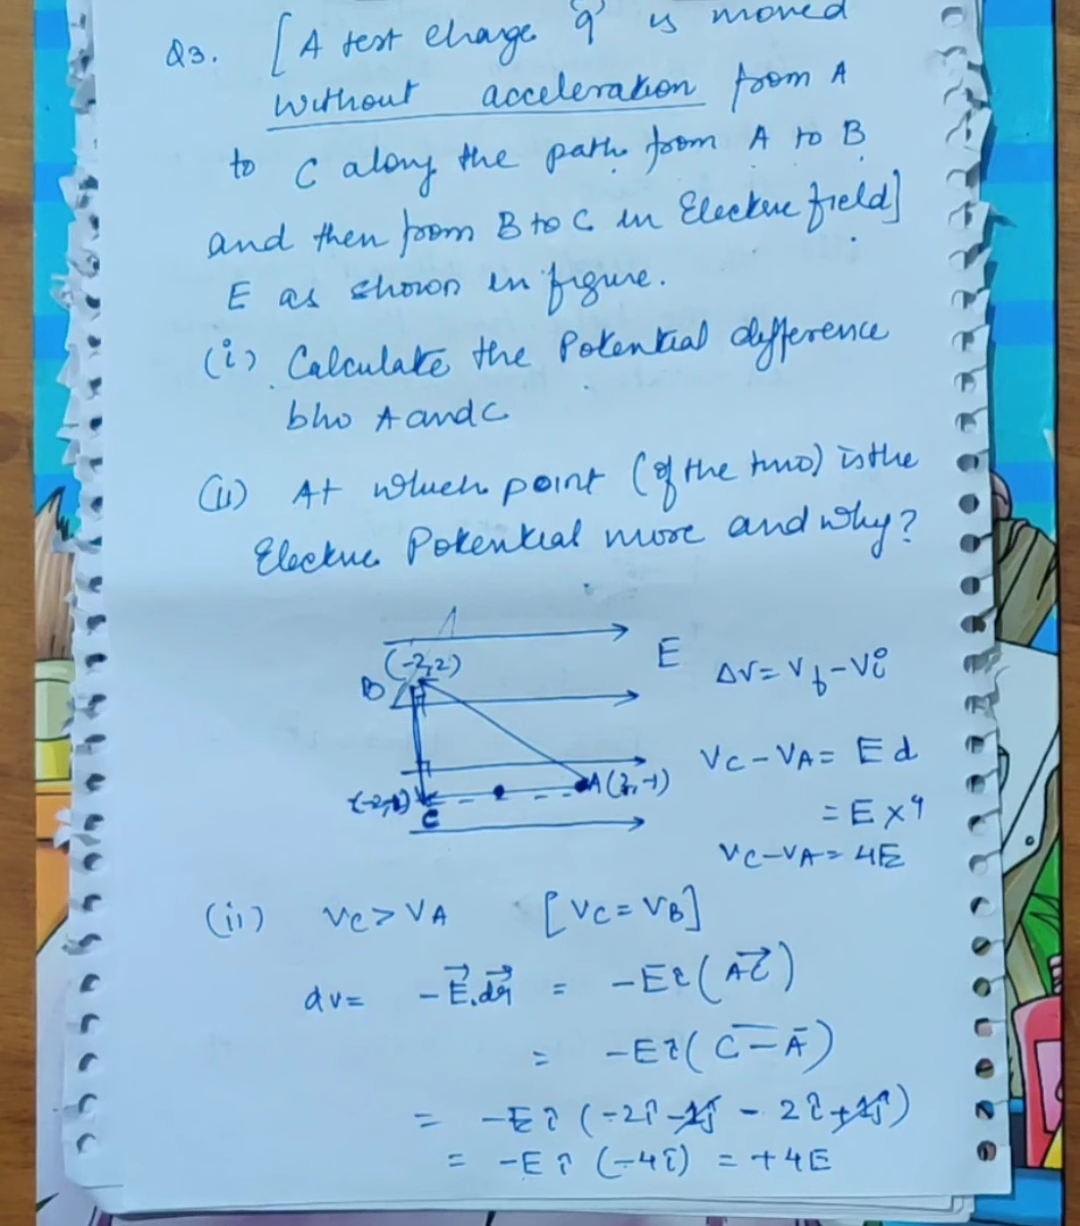 Q3. [A test charge 'q' is moved
without acceleration from A
to C along the path from A to B
and then from B to C in Electric field]
E as shown in figure.
(i) Calculate the Potential difference
b/w A and C
(ii) At which point (of the two) is the
Electric Potential more and why?
E
(-2,2)
B
A(2,-1)
C
ΔV = Vf - Vi
VC - VA = E d
= E x 4
VC - VA = 4E
(ii) VC > VA [VC = VB]
dv = -E⃗.dr⃗ = -Eî(AC⃗)
= -Eî(C̅ - A̅)
= -Eî(-2î - 1ĵ - 2î + 1ĵ)
= -Eî(-4î) = +4E